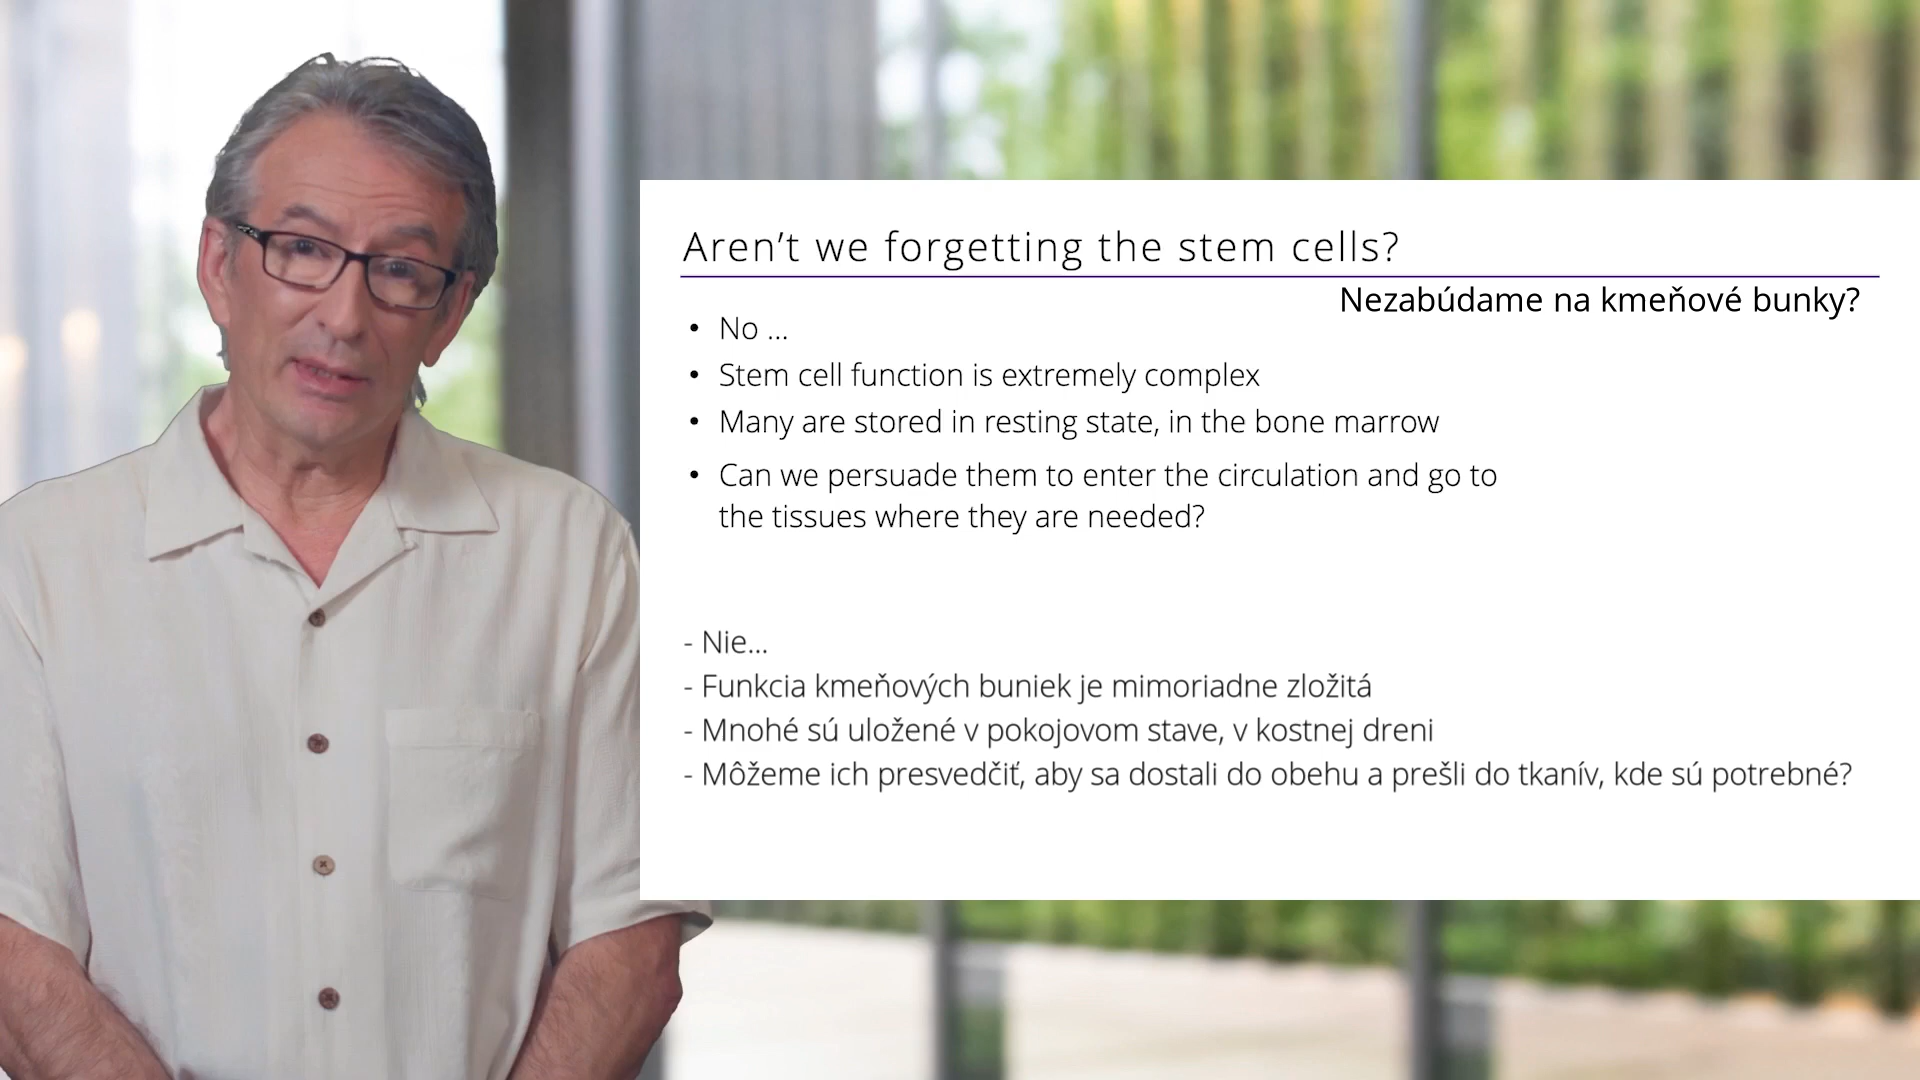 Aren’t we forgetting the stem cells?
Nezabúdame na kmeňové bunky?
• No ...
• Stem cell function is extremely complex
• Many are stored in resting state, in the bone marrow
• Can we persuade them to enter the circulation and go to
the tissues where they are needed?
- Nie...
- Funkcia kmeňových buniek je mimoriadne zložitá
- Mnohé sú uložené v pokojovom stave, v kostnej dreni
- Môžeme ich presvedčiť, aby sa dostali do obehu a prešli do tkanív, kde sú potrebné?